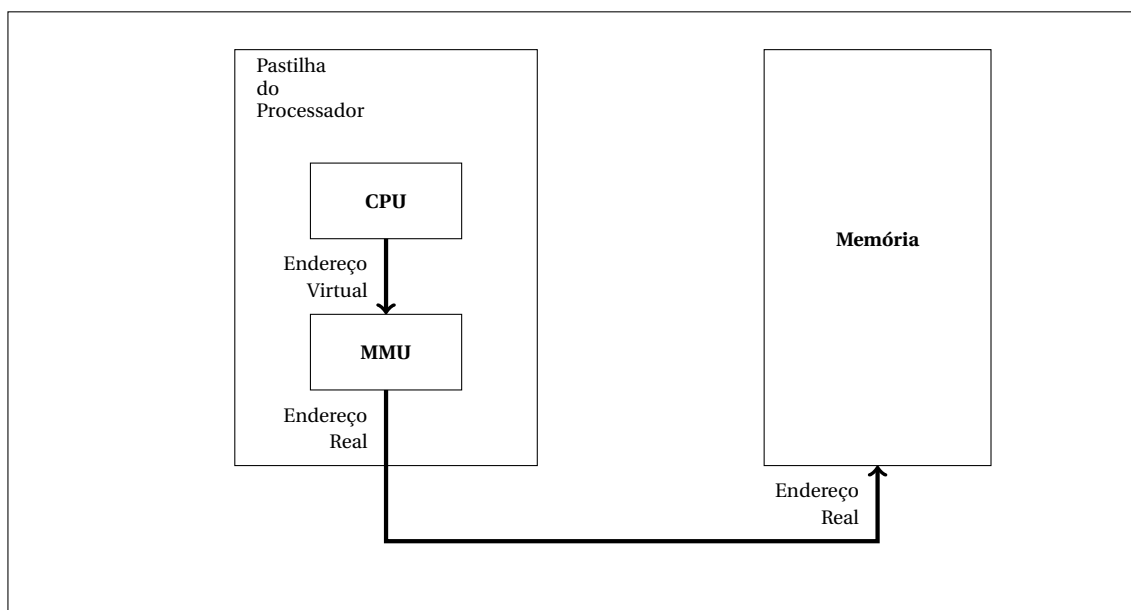 Pastilha
do
Processador
CPU
Endereço
Virtual
MMU
Endereço
Real
Memória
Endereço
Real